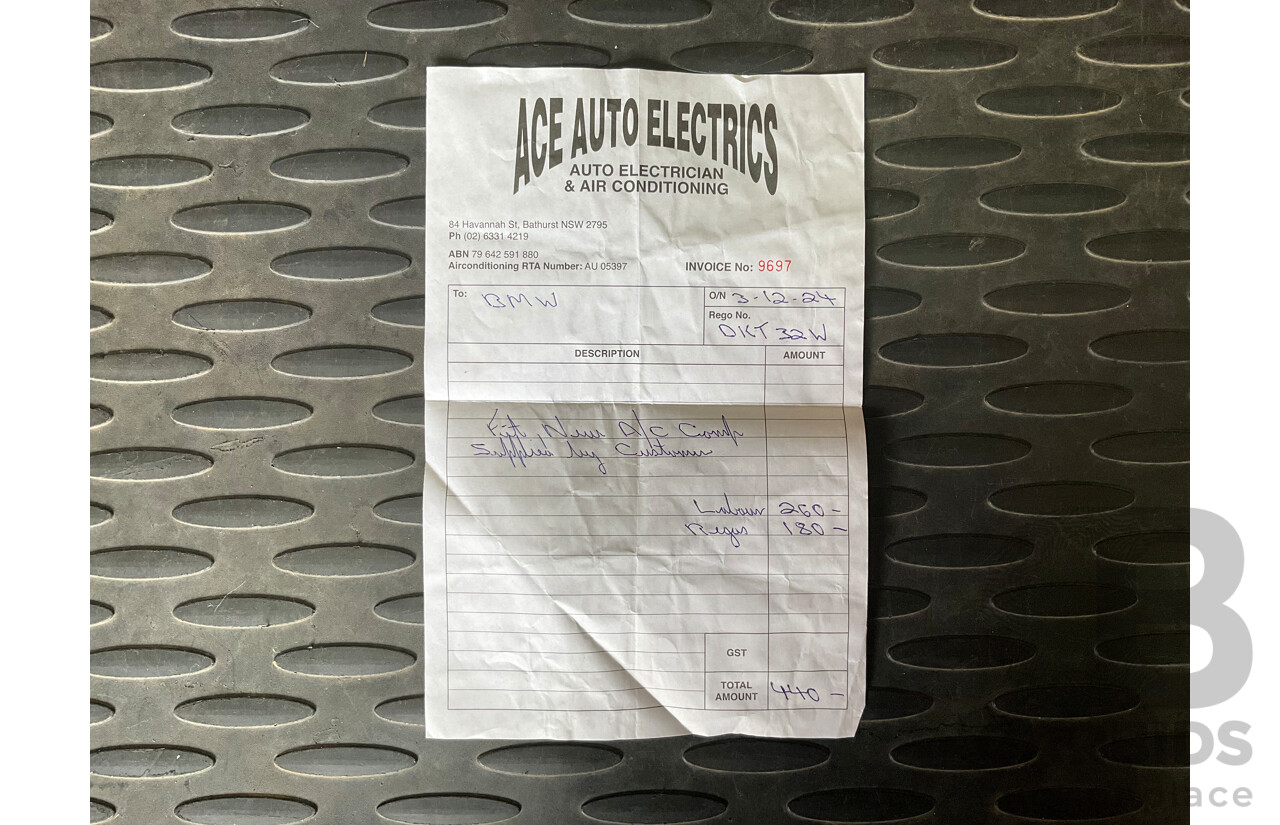 ACE AUTO ELECTRICS
AUTO ELECTRICIAN
& AIR CONDITIONING
84 Havannah St, Bathurst NSW 2795
Ph (02) 6331 4219
ABN 79 642 591 880
Airconditioning RTA Number: AU 05397
INVOICE No: 9697
To: BMW
O/N 3-12-24
Rego No.
DKT 32W
DESCRIPTION AMOUNT
Fit New A/c Comp
Supplied by Customer
Labour 260 -
Regas 180 -
GST
TOTAL
AMOUNT 440 -